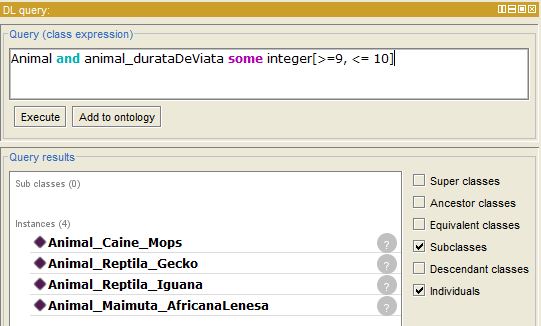 DL query:
Query (class expression)
Animal and animal_durataDeViata some integer[>=9, <= 10]
Execute
Add to ontology
Query results
Sub classes (0)
Instances (4)
Animal_Caine_Mops ?
Animal_Reptila_Gecko ?
Animal_Reptila_Iguana ?
Animal_Maimuta_AfricanaLenesa ?
Super classes
Ancestor classes
Equivalent classes
Subclasses
Descendant classes
Individuals